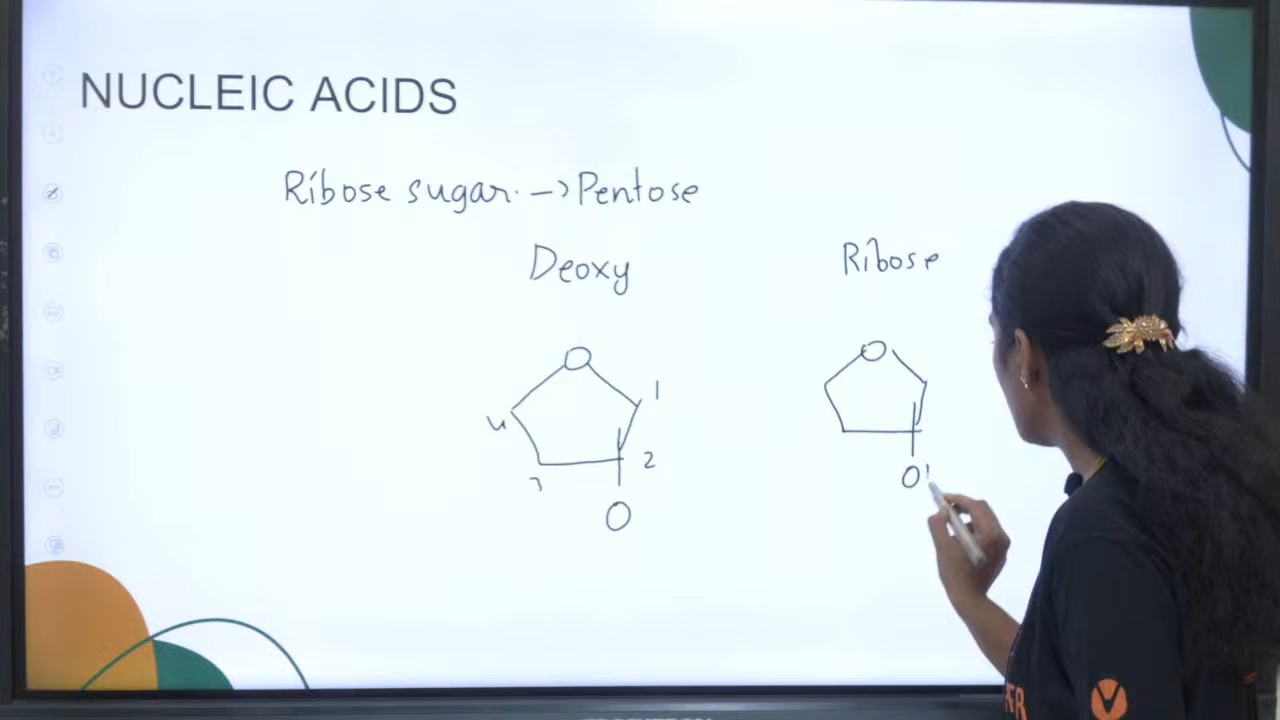 NUCLEIC ACIDS
Ribose sugar. → Pentose
Deoxy
Ribose
O
O
1
4
2
3
O
O